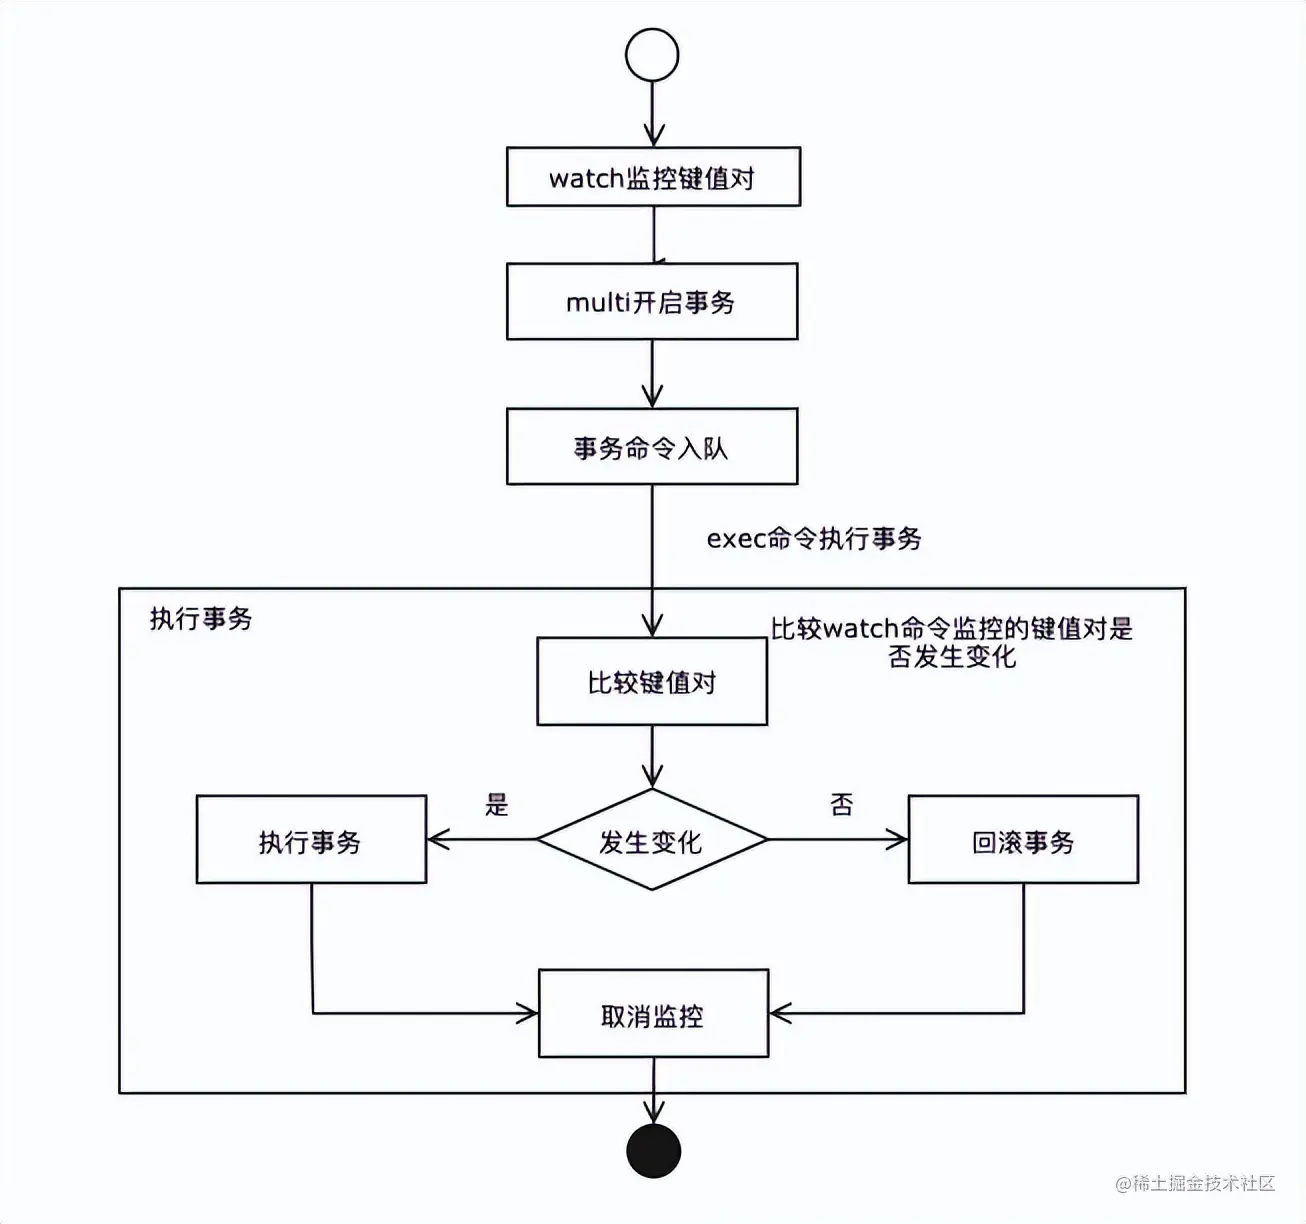 watch监控键值对
multi开启事务
事务命令入队
exec命令执行事务
执行事务
比较watch命令监控的键值对是
否发生变化
比较键值对
是
否
执行事务
发生变化
回滚事务
取消监控
@稀土掘金技术社区